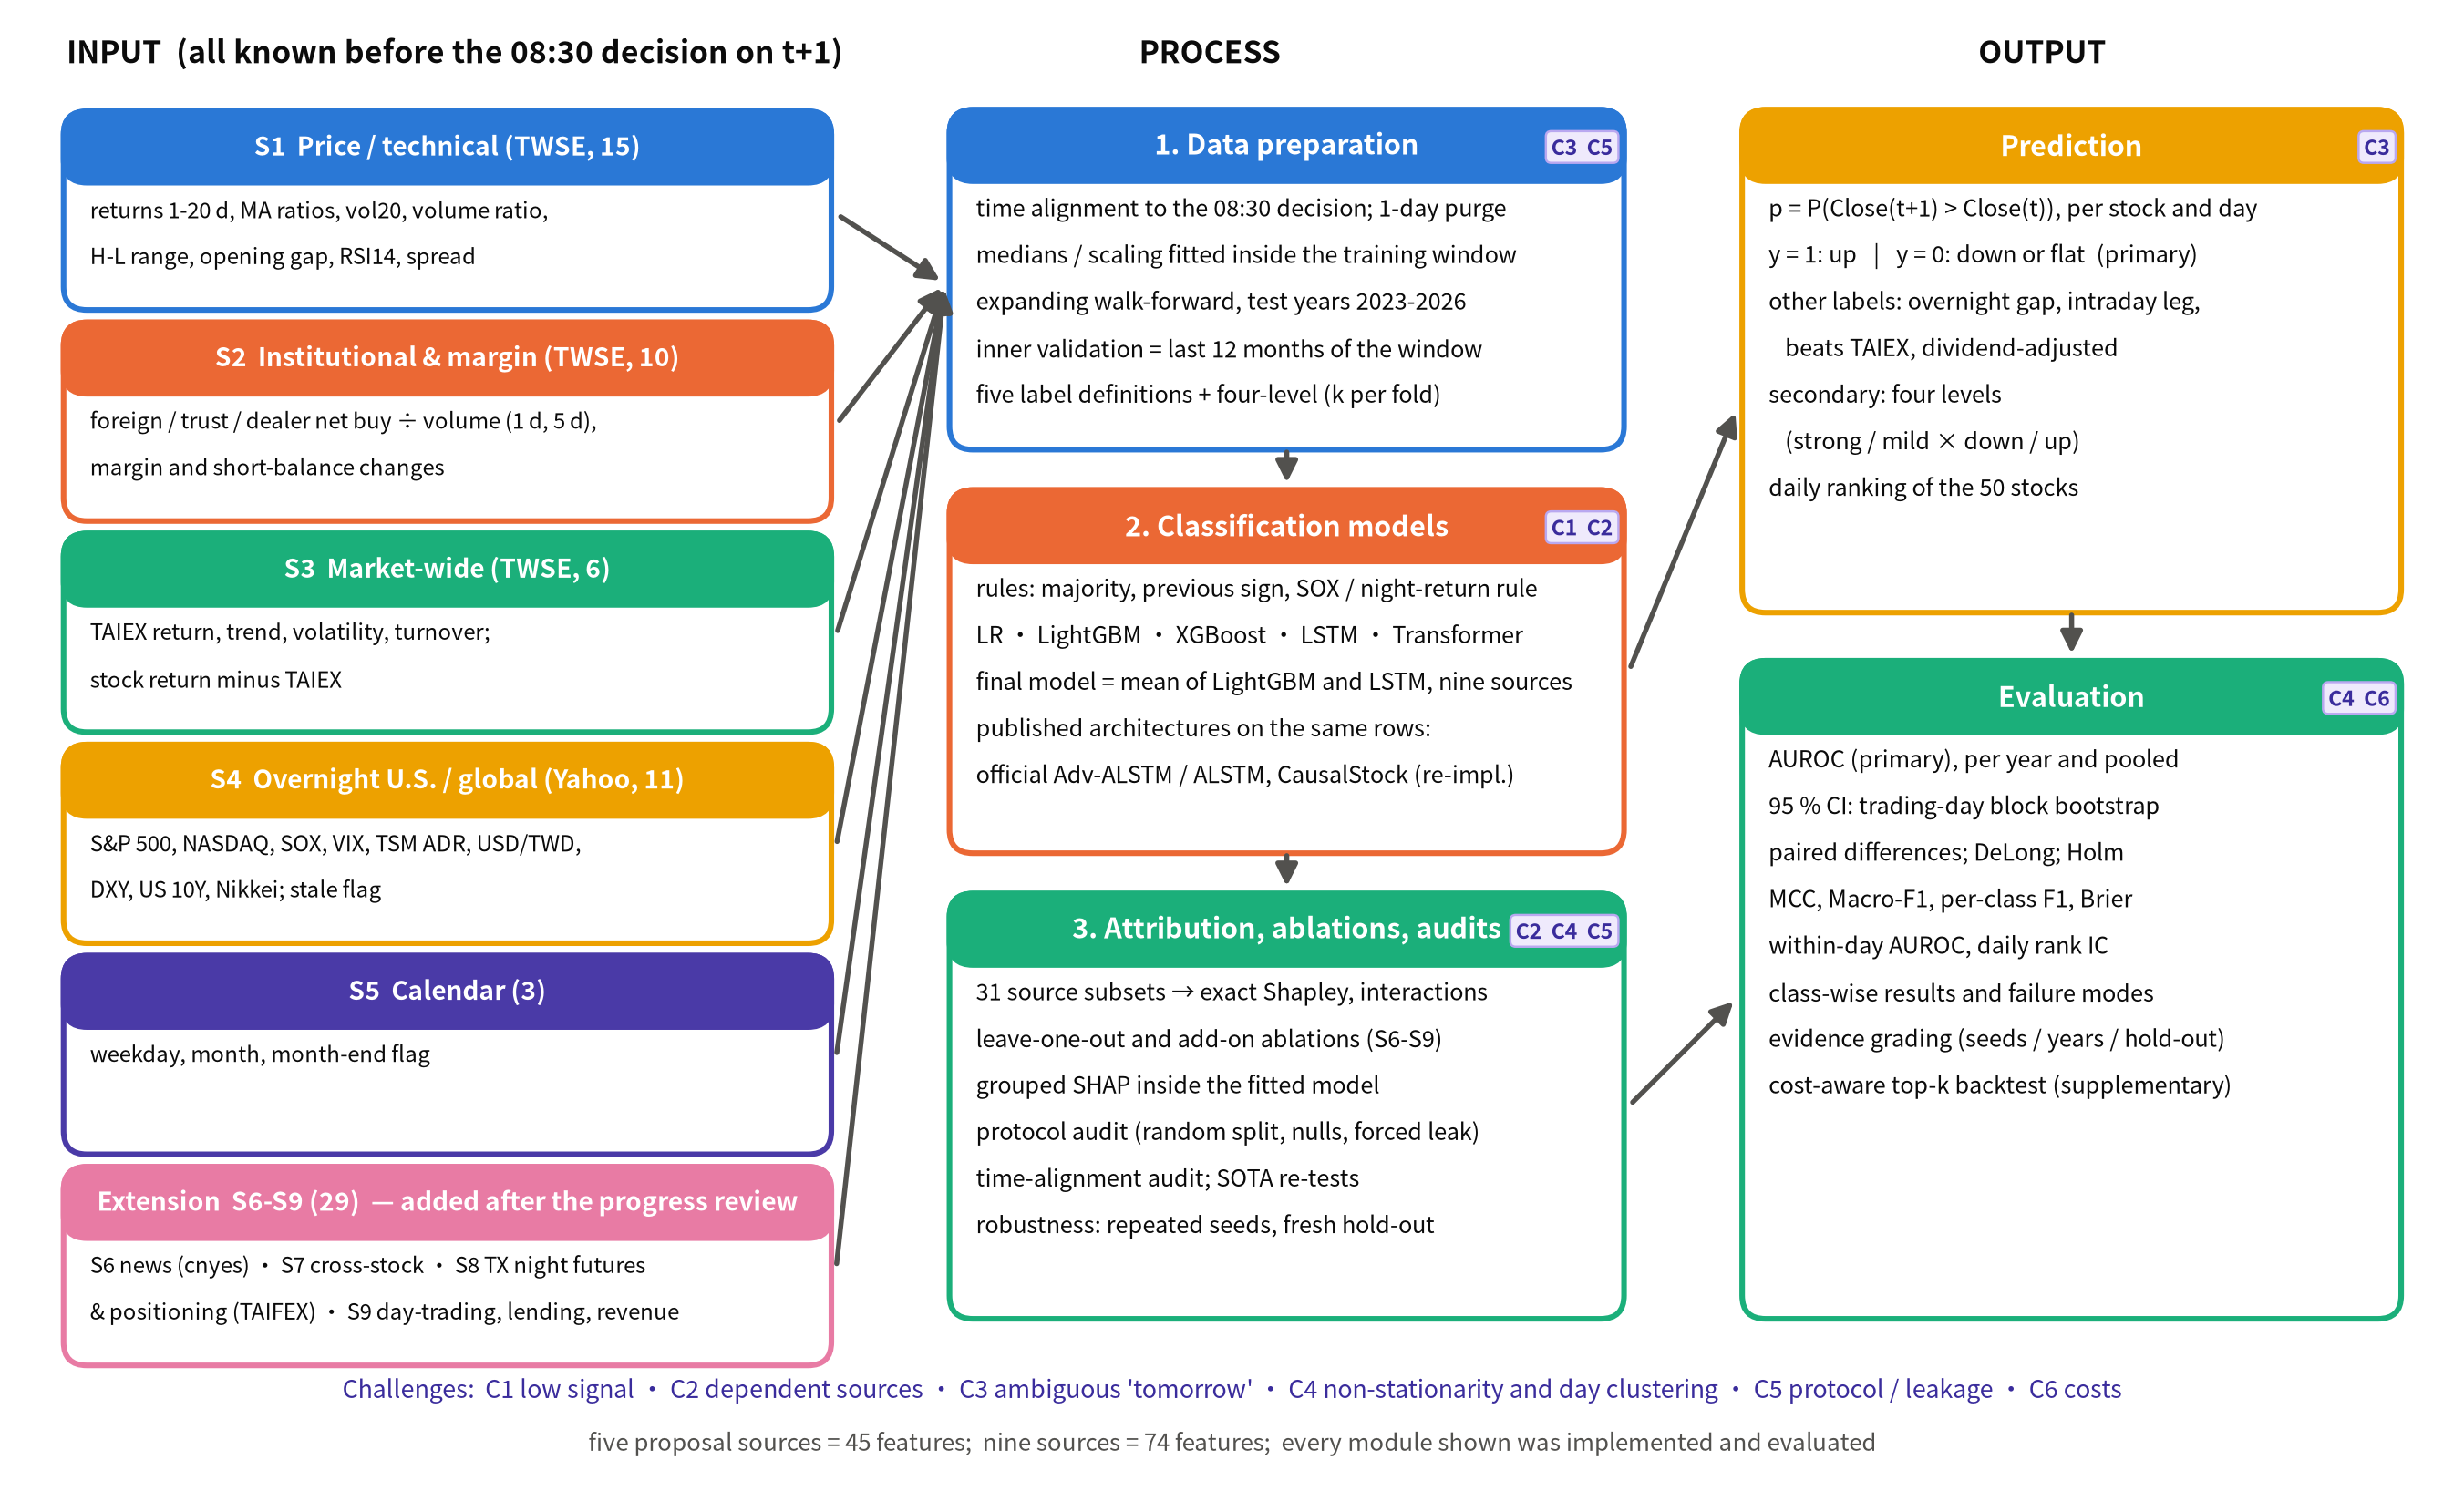 INPUT (all known before the 08:30 decision on t+1)
S1 Price / technical (TWSE, 15)
returns 1-20 d, MA ratios, vol20, volume ratio,
H-L range, opening gap, RSI14, spread
S2 Institutional & margin (TWSE, 10)
foreign / trust / dealer net buy ÷ volume (1 d, 5 d),
margin and short-balance changes
S3 Market-wide (TWSE, 6)
TAIEX return, trend, volatility, turnover;
stock return minus TAIEX
S4 Overnight U.S. / global (Yahoo, 11)
S&P 500, NASDAQ, SOX, VIX, TSM ADR, USD/TWD,
DXY, US 10Y, Nikkei; stale flag
S5 Calendar (3)
weekday, month, month-end flag
Extension S6-S9 (29) — added after the progress review
S6 news (cnyes) • S7 cross-stock • S8 TX night futures
& positioning (TAIFEX) • S9 day-trading, lending, revenue
PROCESS
1. Data preparation
C3 C5
time alignment to the 08:30 decision; 1-day purge
medians / scaling fitted inside the training window
expanding walk-forward, test years 2023-2026
inner validation = last 12 months of the window
five label definitions + four-level (k per fold)
2. Classification models
C1 C2
rules: majority, previous sign, SOX / night-return rule
LR • LightGBM • XGBoost • LSTM • Transformer
final model = mean of LightGBM and LSTM, nine sources
published architectures on the same rows:
official Adv-ALSTM / ALSTM, CausalStock (re-impl.)
3. Attribution, ablations, audits
C2 C4 C5
31 source subsets → exact Shapley, interactions
leave-one-out and add-on ablations (S6-S9)
grouped SHAP inside the fitted model
protocol audit (random split, nulls, forced leak)
time-alignment audit; SOTA re-tests
robustness: repeated seeds, fresh hold-out
OUTPUT
Prediction
C3
p = P(Close(t+1) > Close(t)), per stock and day
y = 1: up | y = 0: down or flat (primary)
other labels: overnight gap, intraday leg,
beats TAIEX, dividend-adjusted
secondary: four levels
(strong / mild × down / up)
daily ranking of the 50 stocks
Evaluation
C4 C6
AUROC (primary), per year and pooled
95 % CI: trading-day block bootstrap
paired differences; DeLong; Holm
MCC, Macro-F1, per-class F1, Brier
within-day AUROC, daily rank IC
class-wise results and failure modes
evidence grading (seeds / years / hold-out)
cost-aware top-k backtest (supplementary)
Challenges: C1 low signal • C2 dependent sources • C3 ambiguous 'tomorrow' • C4 non-stationarity and day clustering • C5 protocol / leakage • C6 costs
five proposal sources = 45 features; nine sources = 74 features; every module shown was implemented and evaluated